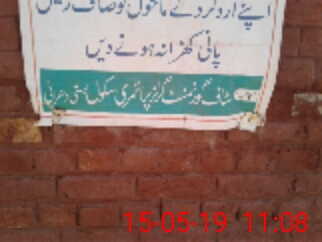 اپنے اردگرد کے ماحول کو صاف رکھیں
پانی کھڑا نہ ہونے دیں
گورنمنٹ گرلز پرائمری سکول بستی
15-05-19 11:08